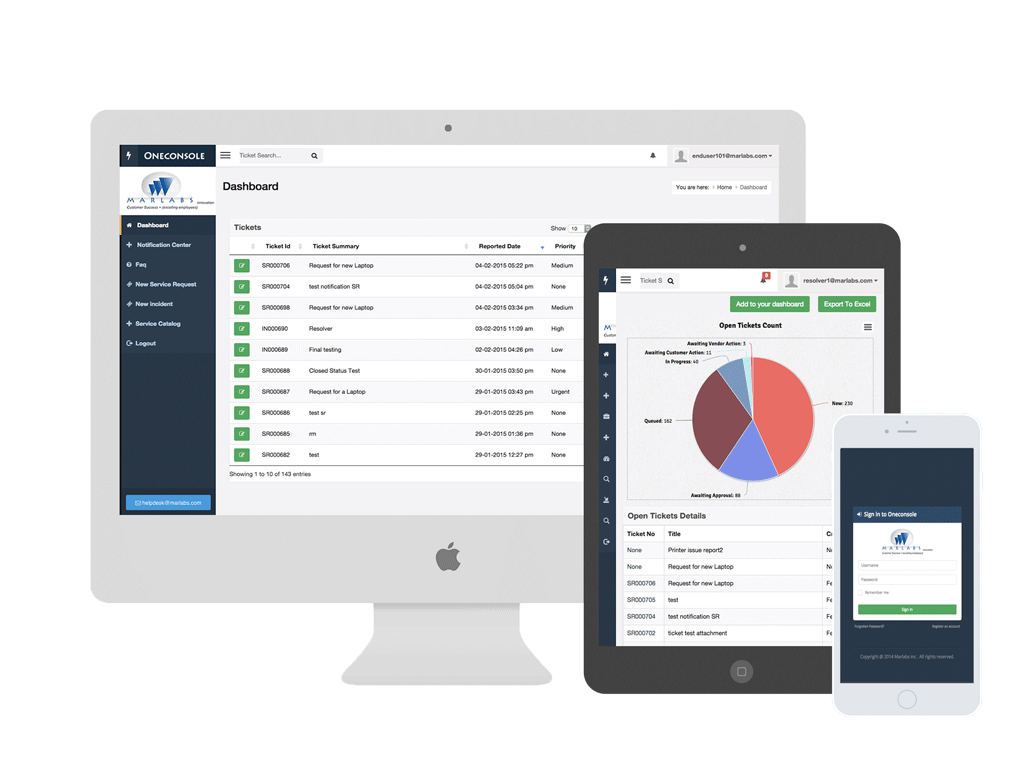 ONECONSOLE
Ticket Search...
enduser101@marlabs.com
MARLABS
Innovation
Customer Success • (exciting employees)
Dashboard
You are here: > Home > Dashboard
Dashboard
Notification Center
Faq
New Service Request
New incident
Service Catalog
Logout
helpdesk@marlabs.com
Tickets
Show 10
Ticket Id Ticket Summary Reported Date Priority
SR000706 Request for new Laptop 04-02-2015 05:22 pm Medium
SR000704 test notification SR 04-02-2015 05:04 pm None
SR000698 Request for new Laptop 04-02-2015 03:34 pm Medium
IN000690 Resolver 03-02-2015 11:09 am High
IN000689 Final testing 02-02-2015 04:26 pm Low
SR000688 Closed Status Test 30-01-2015 03:50 pm None
SR000687 Request for a Laptop 29-01-2015 03:43 pm Urgent
SR000686 test sr 29-01-2015 02:25 pm None
SR000685 rm 29-01-2015 01:36 pm None
SR000682 test 29-01-2015 12:27 pm None
Showing 1 to 10 of 143 entries
Ticket S
resolver1@marlabs.com
Add to your dashboard
Export To Excel
Open Tickets Count
Awaiting Vendor Action: 3
Awaiting Customer Action: 11
In Progress: 40
New: 230
Queued: 162
Awaiting Approval: 88
Open Tickets Details
Ticket No Title
None Printer issue report2
None Request for new Laptop
SR000706 Request for new Laptop
SR000705 test
SR000704 test notification SR
SR000702 ticket test attachment
Sign in to Oneconsole
MARLABS
Username
Password
Remember me
Sign in
Forgotten Password?
Register an account
Copyright @ 2014 Marlabs Inc . All rights reserved.